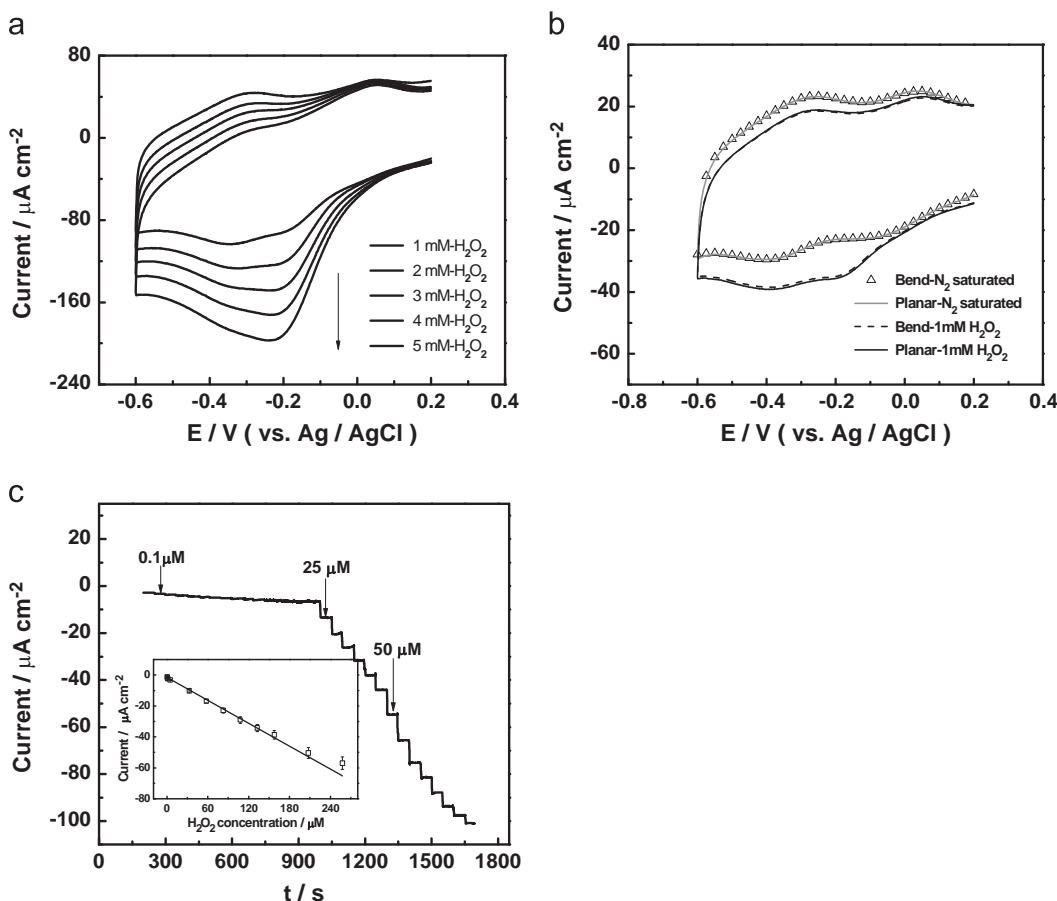 a
80
0
-80
-160
-240
Current / μA cm-2
1 mM-H2O2
2 mM-H2O2
3 mM-H2O2
4 mM-H2O2
5 mM-H2O2
-0.6 -0.4 -0.2 0.0 0.2 0.4
E / V ( vs. Ag / AgCl )
b
40
20
0
-20
-40
-60
Current / μA cm-2
Bend-N2 saturated
Planar-N2 saturated
Bend-1mM H2O2
Planar-1mM H2O2
-0.8 -0.6 -0.4 -0.2 0.0 0.2 0.4
E / V ( vs. Ag / AgCl )
c
20
0
-20
-40
-60
-80
-100
Current / μA cm-2
0.1 μM
25 μM
50 μM
0
-20
-40
-60
-80
Current / μA cm-2
0 60 120 180 240
H2O2 concentration / μM
0 300 600 900 1200 1500 1800
t / s